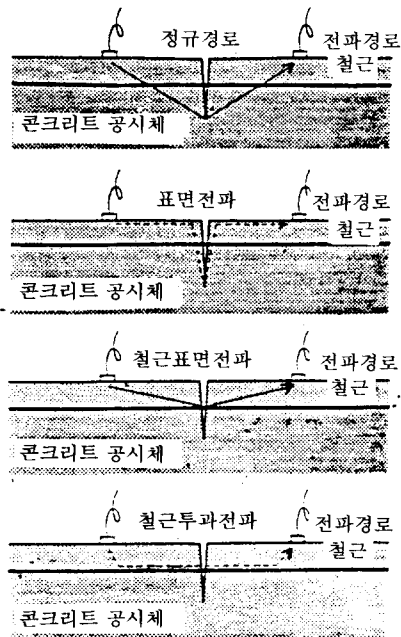 정규경로
전파경로
철근
콘크리트 공시체
표면전파
전파경로
철근
콘크리트 공시체
철근표면전파
전파경로
철근
콘크리트 공시체
철근투과전파
전파경로
철근
콘크리트 공시체